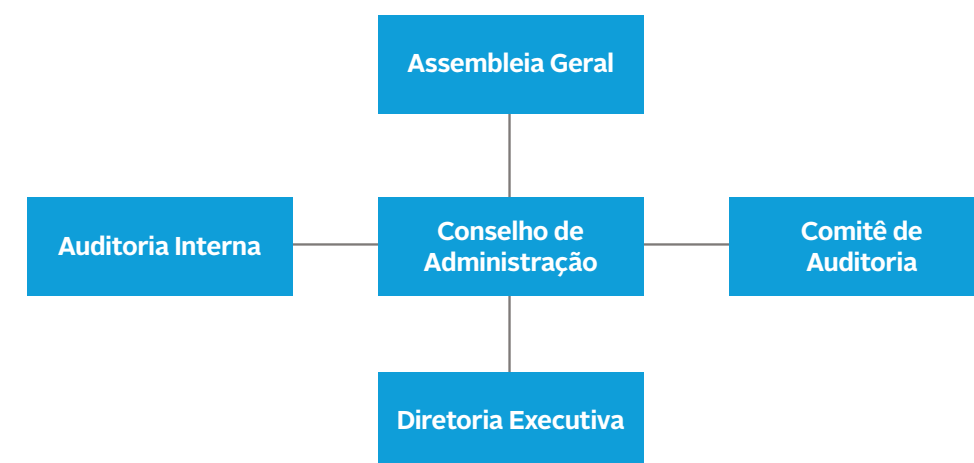 Assembleia Geral
Auditoria Interna
Conselho de
Administração
Comitê de
Auditoria
Diretoria Executiva